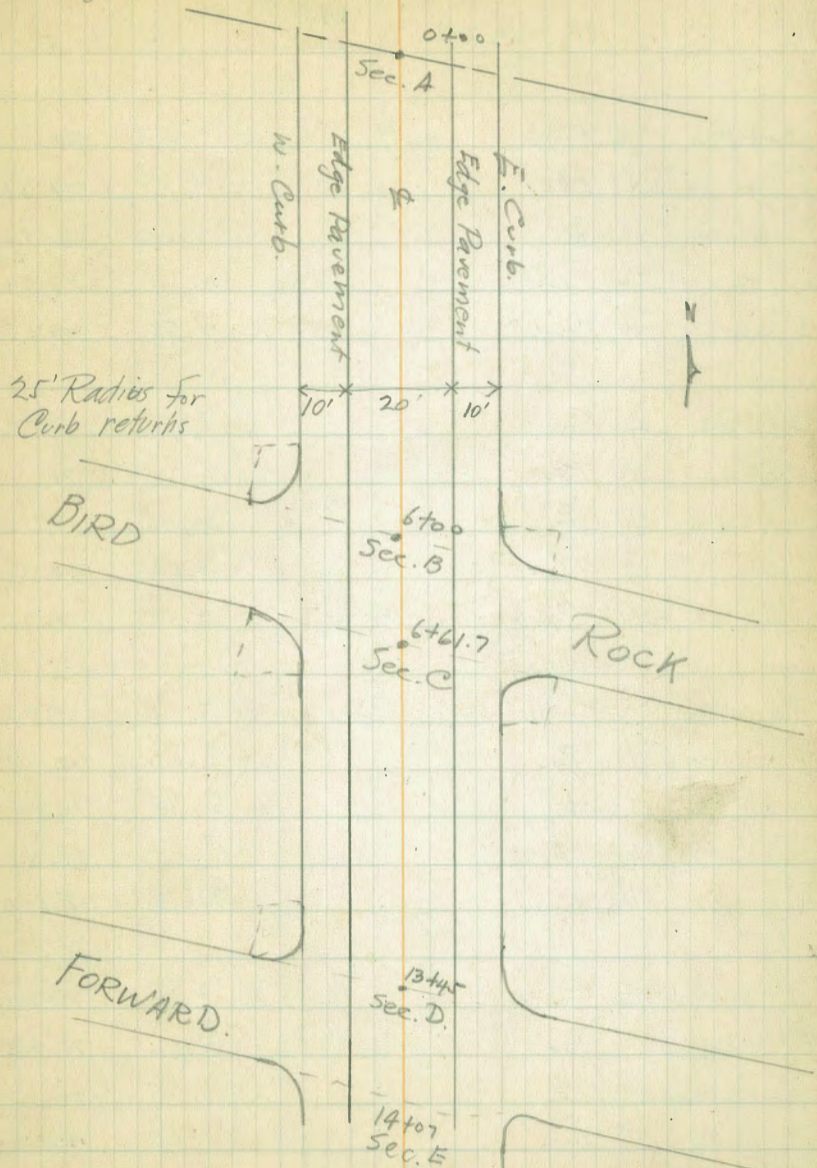 0+00
Sec. A
W. Curb.
Edge Pavement
℄
Edge Pavement
E. Curb.
N
25' Radius for
Curb returns
10'
20'
10'
BIRD
6+00
Sec. B
6+61.7
Sec. C
ROCK
FORWARD.
13+45
Sec. D.
14+07
Sec. E